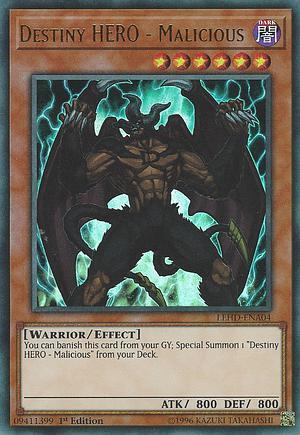 Destiny HERO - Malicious
DARK
闇
LEHD-ENA04
[Warrior/Effect]
You can banish this card from your GY; Special Summon 1 "Destiny
HERO - Malicious" from your Deck.
ATK/ 800 DEF/ 800
09411399 1st Edition ©1996 KAZUKI TAKAHASHI